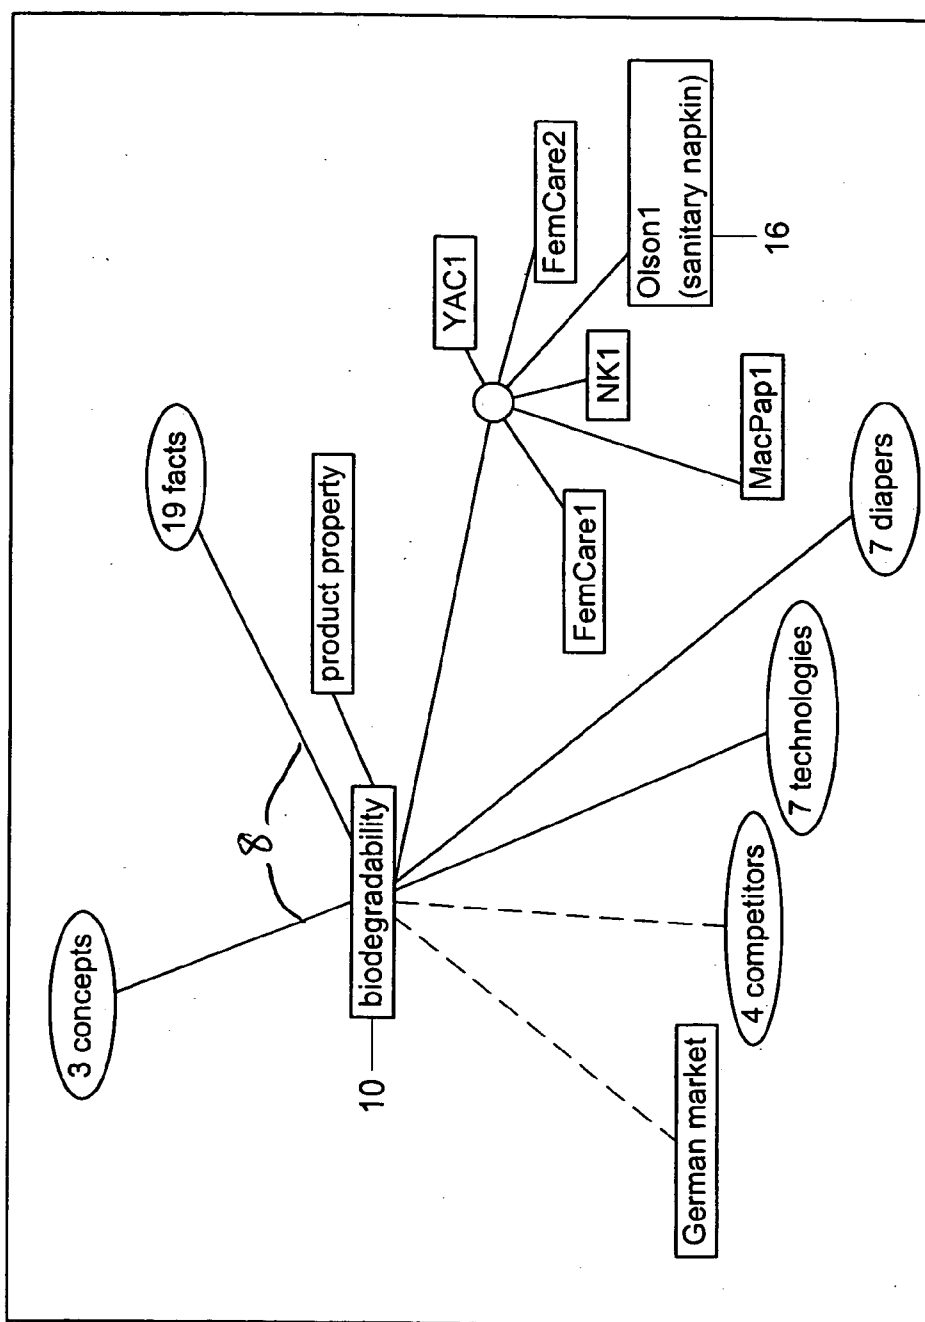 3 concepts
19 facts
8
product property
10
biodegradability
YAC1
FemCare2
FemCare1
NK1
Olson1
(sanitary napkin)
16
MacPap1
German market
4 competitors
7 technologies
7 diapers